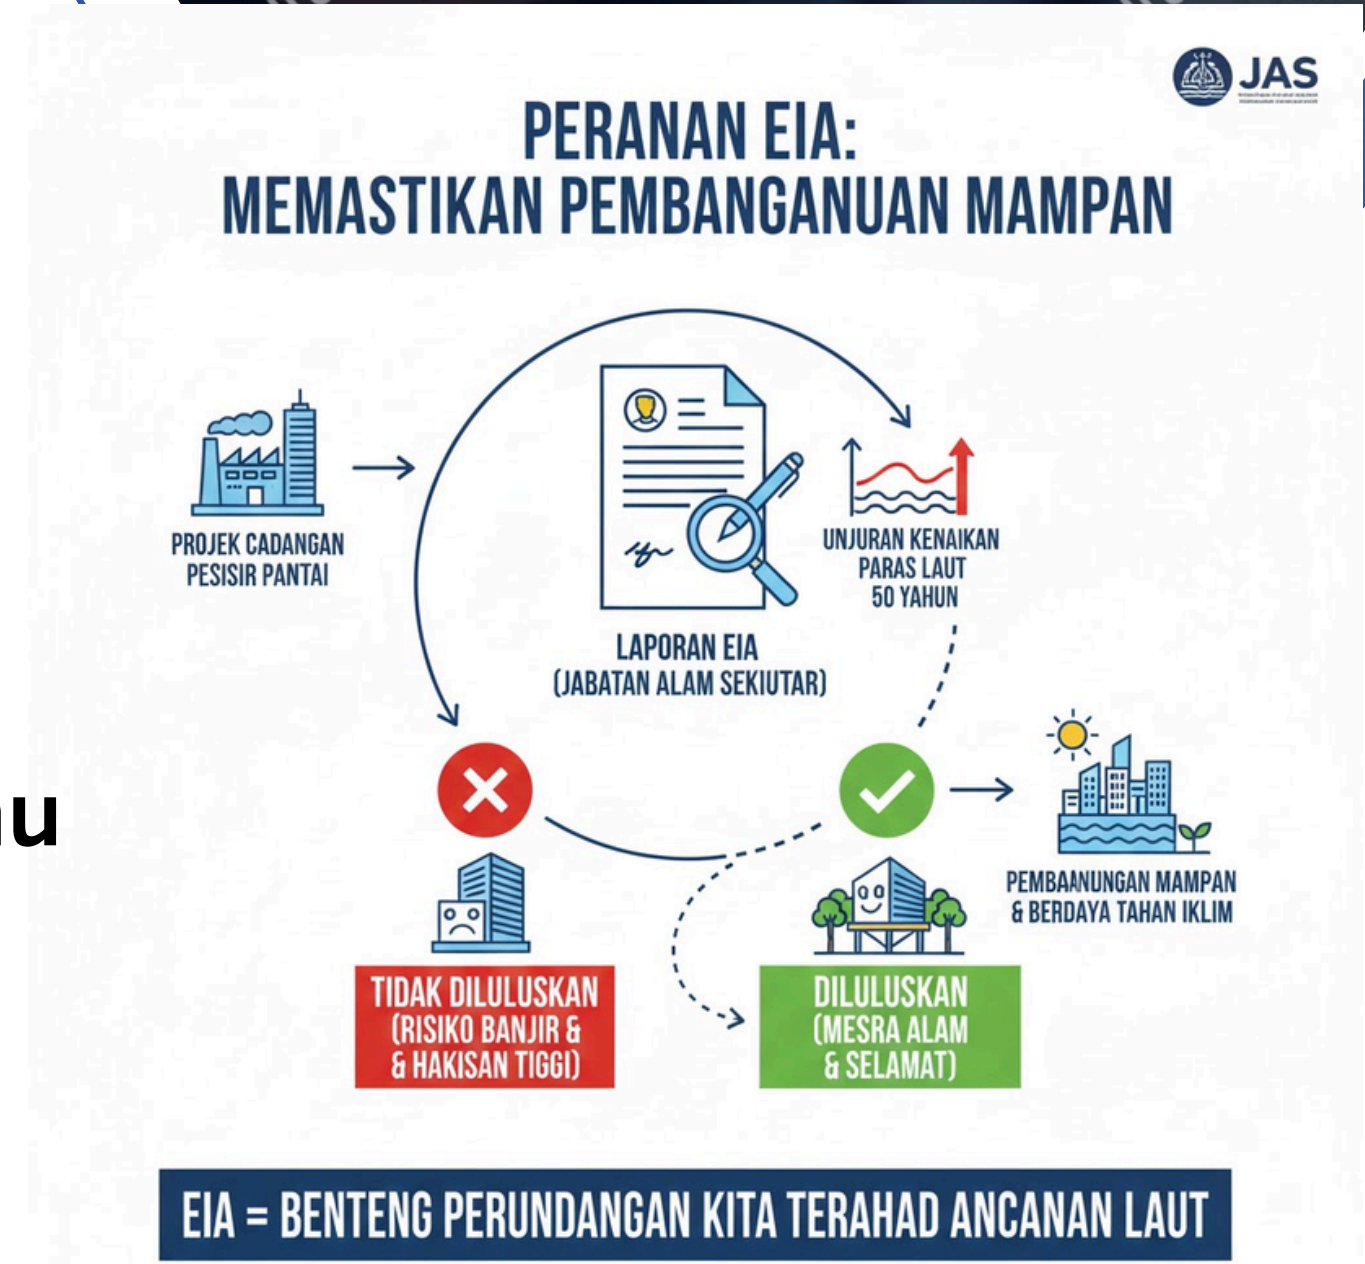 JAS
PERANAN EIA:
MEMASTIKAN PEMBANGANUAN MAMPAN
PROJEK CADANGAN
PESISIR PANTAI
UNJURAN KENAIKAN
PARAS LAUT
50 YAHUN
LAPORAN EIA
(JABATAN ALAM SEKIUTAR)
au
PEMBAANUNGAN MAMPAN
& BERDAYA TAHAN IKLIM
TIDAK DILULUSKAN
(RISIKO BANJIR &
& HAKISAN TIGGI)
DILULUSKAN
(MESRA ALAM
& SELAMAT)
EIA = BENTENG PERUNDANGAN KITA TERAHAD ANCANAN LAUT